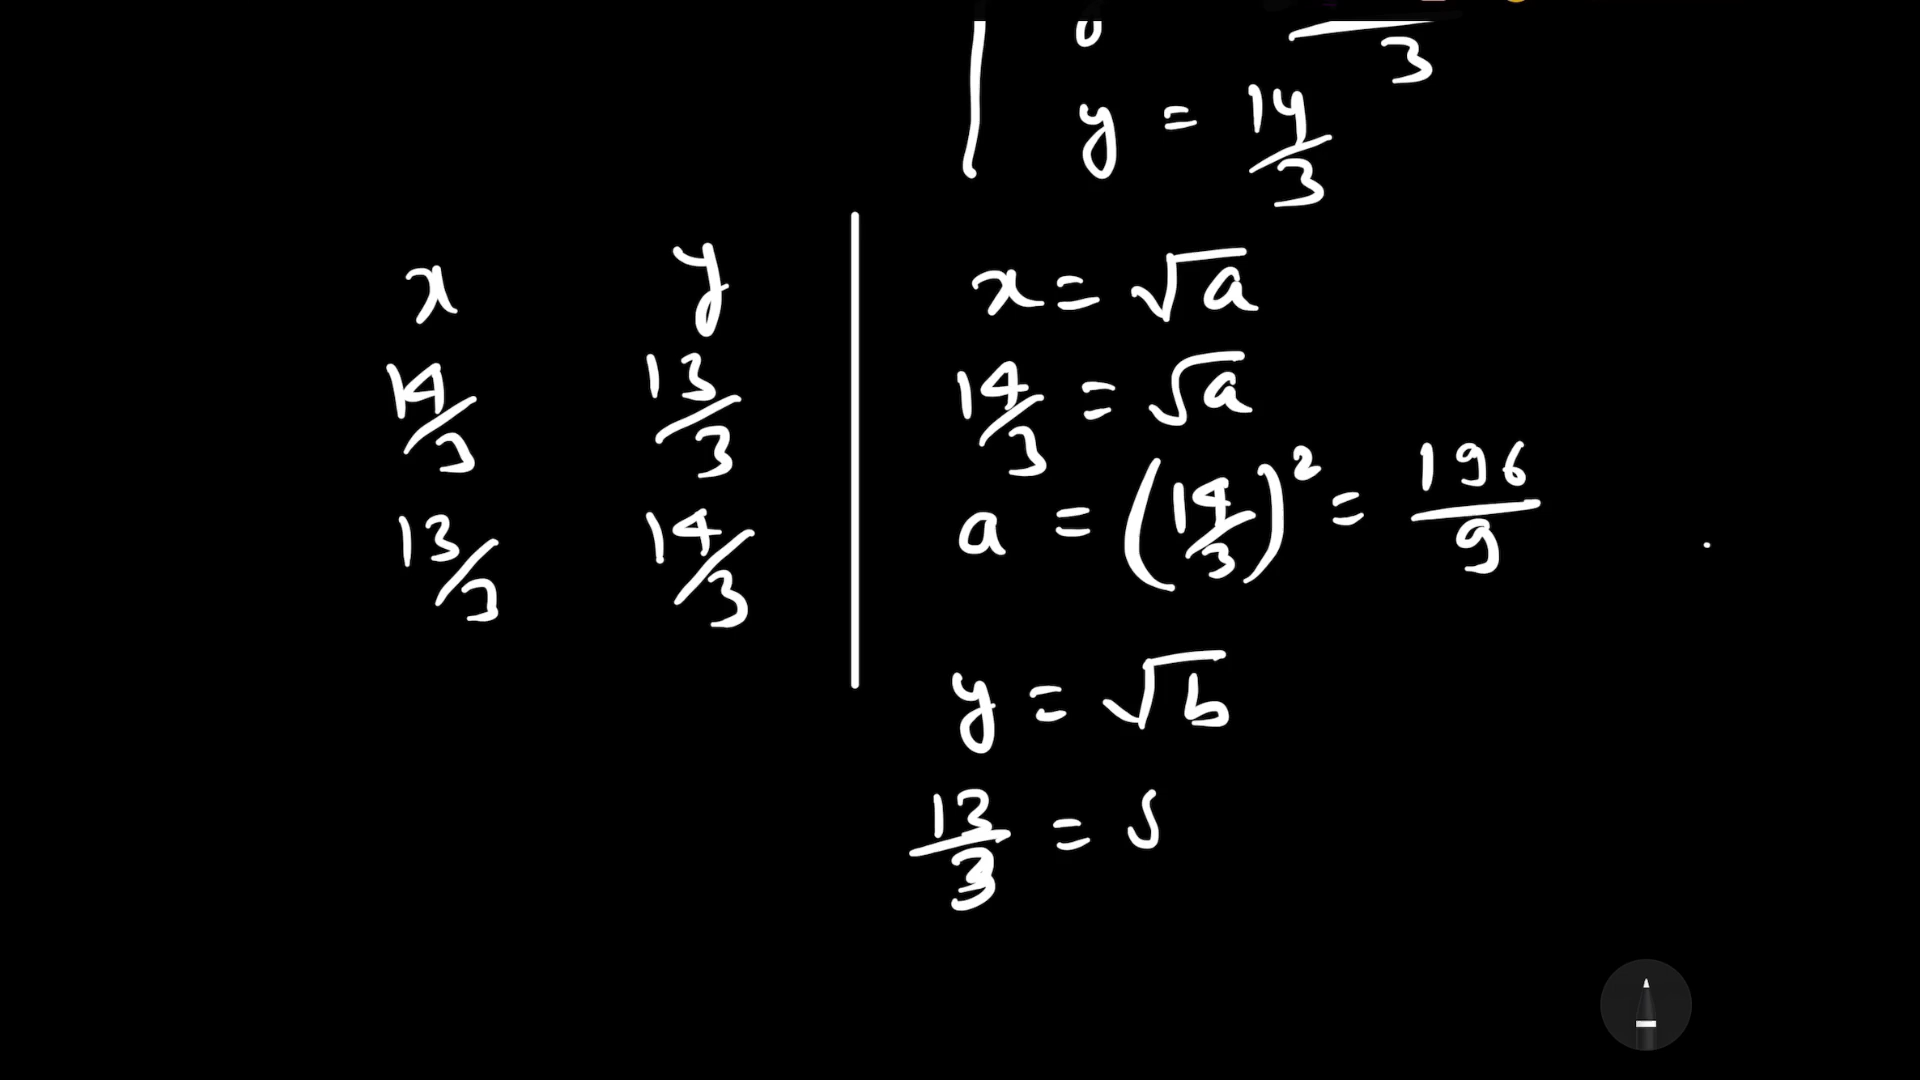 3
y = 14/3
x y
14/3 13/3
13/3 14/3
x = √a
14/3 = √a
a = (14/3)² = 196/9
y = √b
13/3 = √